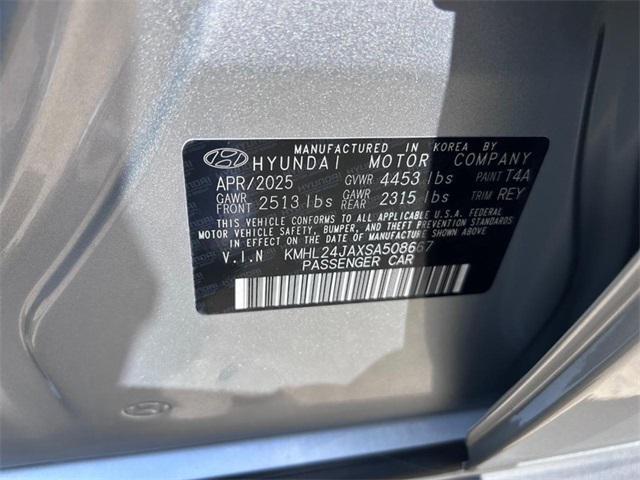 MANUFACTURED IN KOREA BY
HYUNDAI MOTOR COMPANY
APR/2025 GVWR 4453 lbs PAINT T4A
GAWR FRONT 2513 lbs GAWR REAR 2315 lbs TRIM REY
THIS VEHICLE CONFORMS TO ALL APPLICABLE U.S.A. FEDERAL
MOTOR VEHICLE SAFETY, BUMPER, AND THEFT PREVENTION STANDARDS
IN EFFECT ON THE DATE OF MANUFACTURE SHOWN ABOVE.
V.I.N KMHL24JAXSA508667
PASSENGER CAR